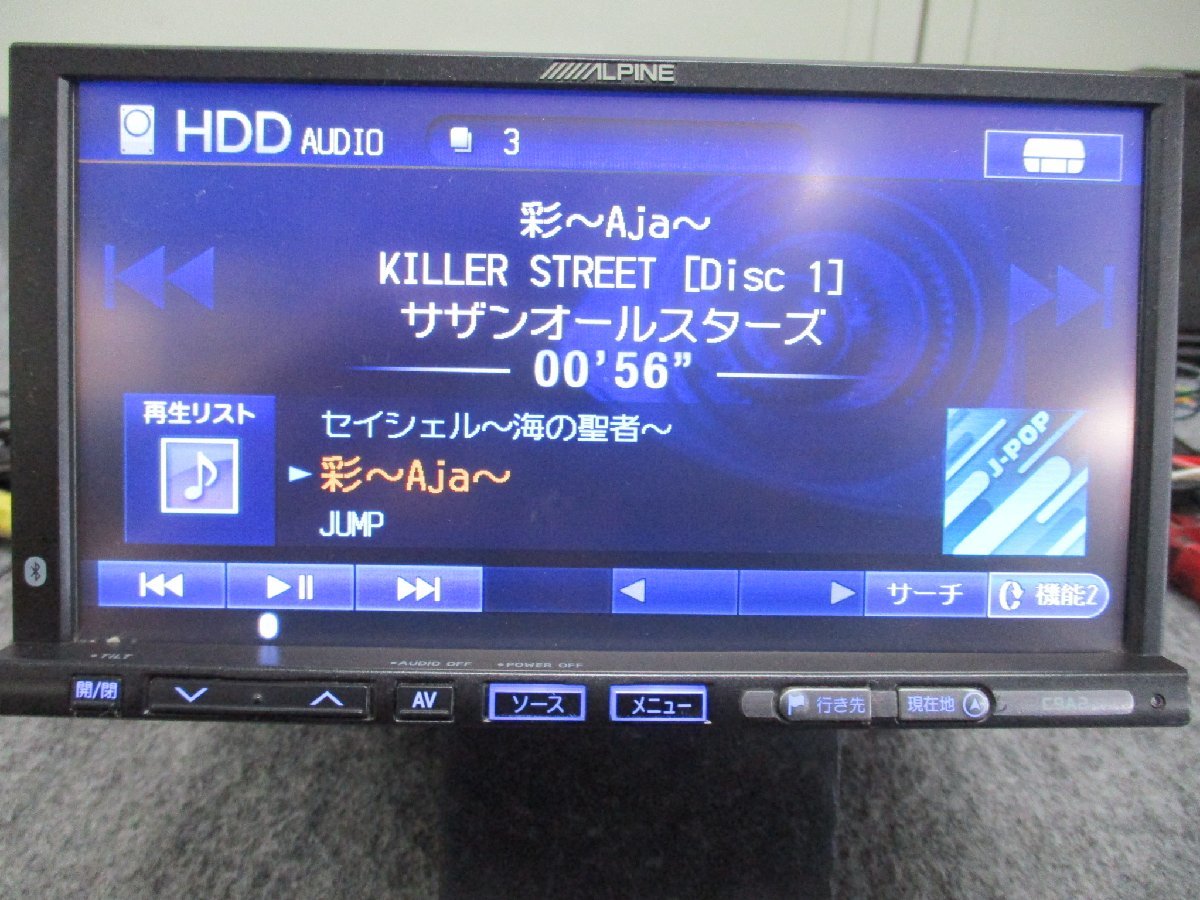 ALPINE
HDD AUDIO 3
彩～Aja～
KILLER STREET [Disc 1]
サザンオールスターズ
00'56”
再生リスト
セイシェル～海の聖者～
彩～Aja～
JUMP
J-POP
サーチ 機能2
•TILT •AUDIO OFF •POWER OFF
開/閉 AV ソース メニュー 行き先 現在地